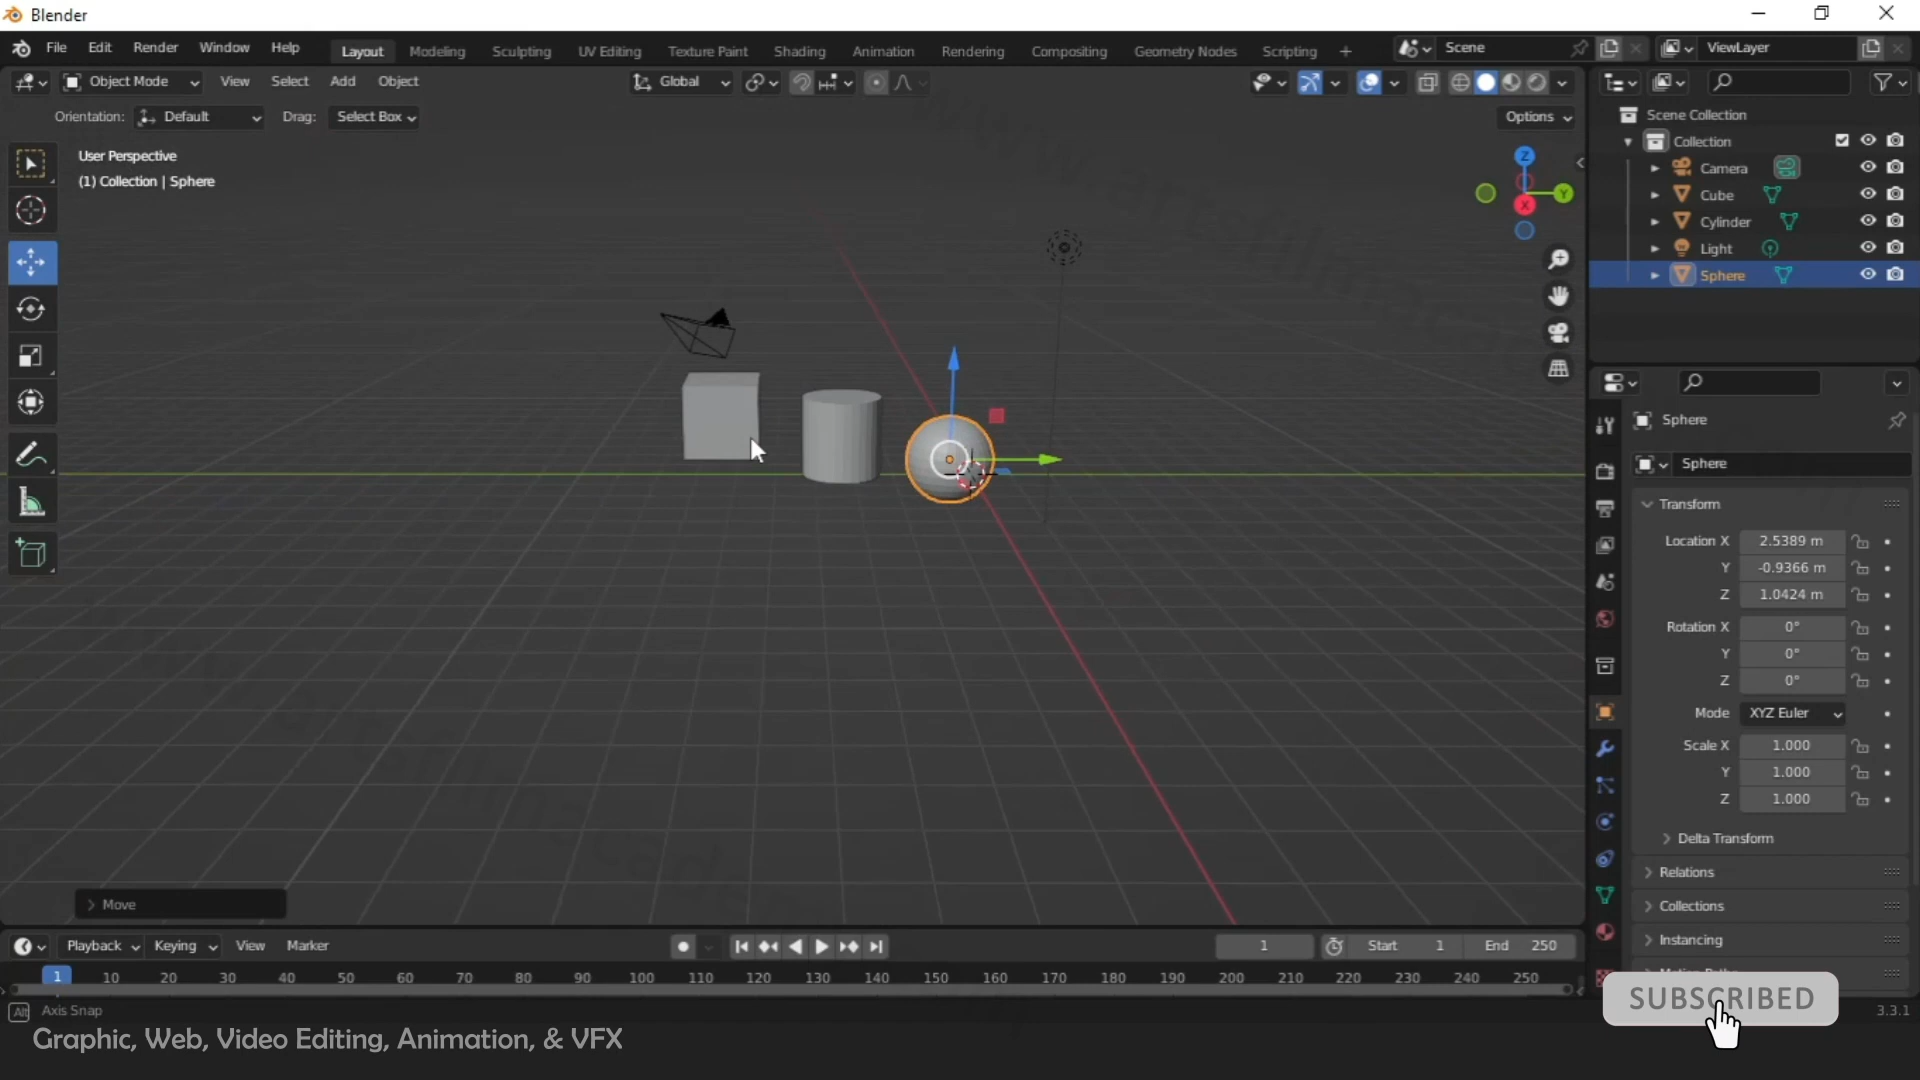 Blender
File Edit Render Window Help Layout Modeling Sculpting UV Editing Texture Paint Shading Animation Rendering Compositing Geometry Nodes Scripting + Scene ViewLayer
Object Mode View Select Add Object Global
Orientation: Default Drag: Select Box Options
User Perspective
(1) Collection | Sphere
Z
Y
X
Scene Collection
Collection
Camera
Cube
Cylinder
Light
Sphere
Sphere
Sphere
Transform
Location X 2.5389 m
Y -0.9366 m
Z 1.0424 m
Rotation X 0°
Y 0°
Z 0°
Mode XYZ Euler
Scale X 1.000
Y 1.000
Z 1.000
Delta Transform
Relations
Collections
Instancing
Move
Playback Keying View Marker 1 Start 1 End 250
1 10 20 30 40 50 60 70 80 90 100 110 120 130 140 150 160 170 180 190 200 210 220 230 240 250
Alt Axis Snap
SUBSCRIBED
3.3.1
Graphic, Web, Video Editing, Animation, & VFX